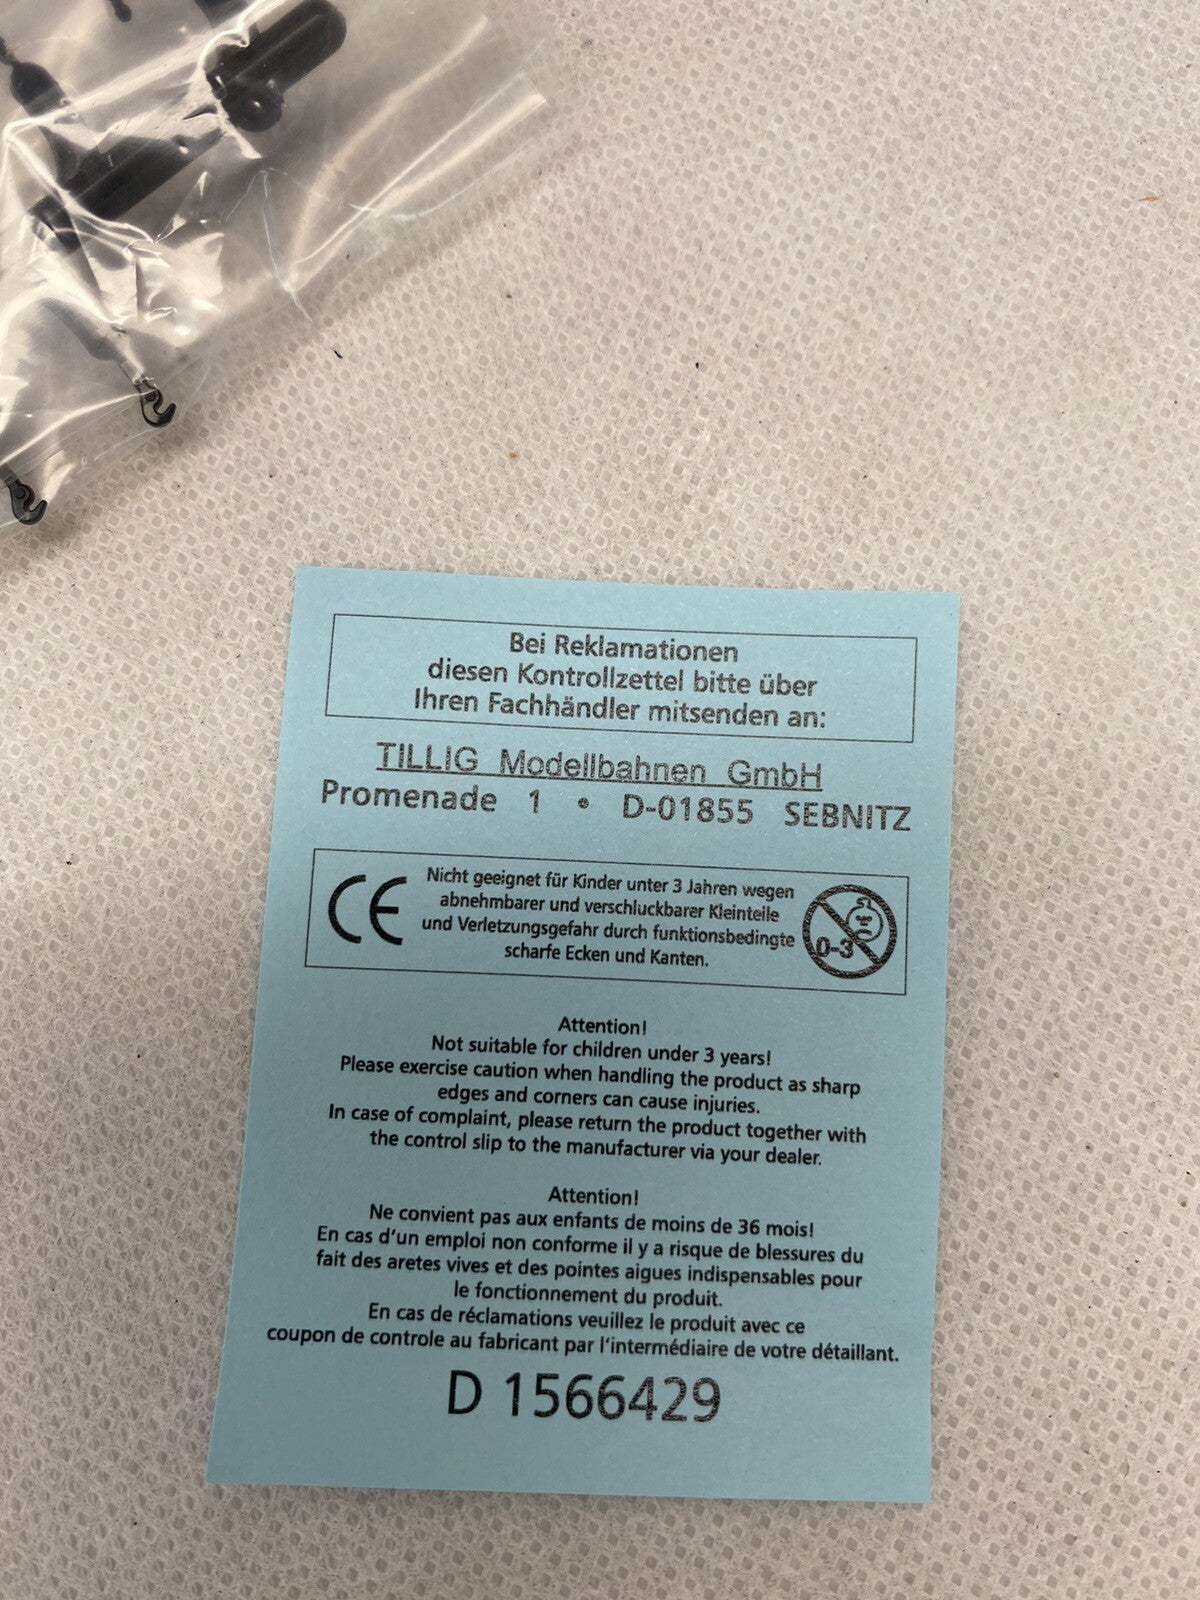 Bei Reklamationen
diesen Kontrollzettel bitte über
Ihren Fachhändler mitsenden an:
TILLIG Modellbahnen GmbH
Promenade 1 • D-01855 SEBNITZ
CE
Nicht geeignet für Kinder unter 3 Jahren wegen
abnehmbarer und verschluckbarer Kleinteile
und Verletzungsgefahr durch funktionsbedingte
scharfe Ecken und Kanten.
0-3
Attention!
Not suitable for children under 3 years!
Please exercise caution when handling the product as sharp
edges and corners can cause injuries.
In case of complaint, please return the product together with
the control slip to the manufacturer via your dealer.
Attention!
Ne convient pas aux enfants de moins de 36 mois!
En cas d'un emploi non conforme il y a risque de blessures du
fait des aretes vives et des pointes aigues indispensables pour
le fonctionnement du produit.
En cas de réclamations veuillez le produit avec ce
coupon de controle au fabricant par l'intermédiaire de votre détaillant.
D 1566429